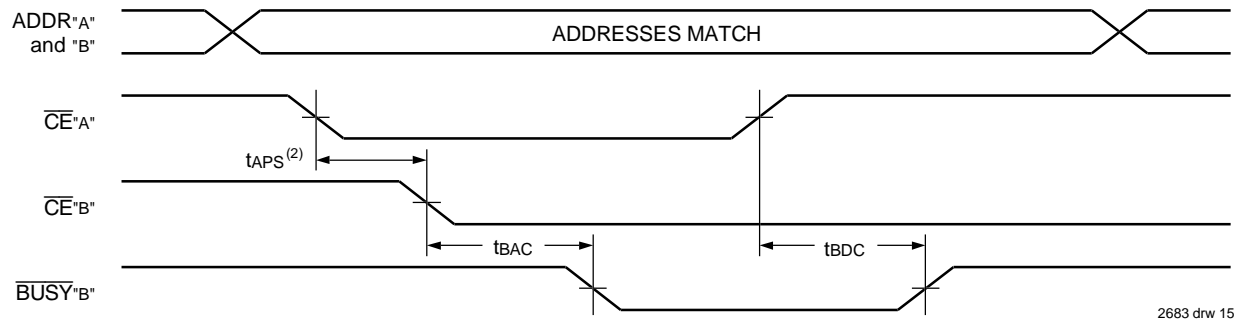 ADDR"A"
and "B"
ADDRESSES MATCH
CE"A"
tAPS(2)
CE"B"
tBAC
tBDC
BUSY"B"
2683 drw 15